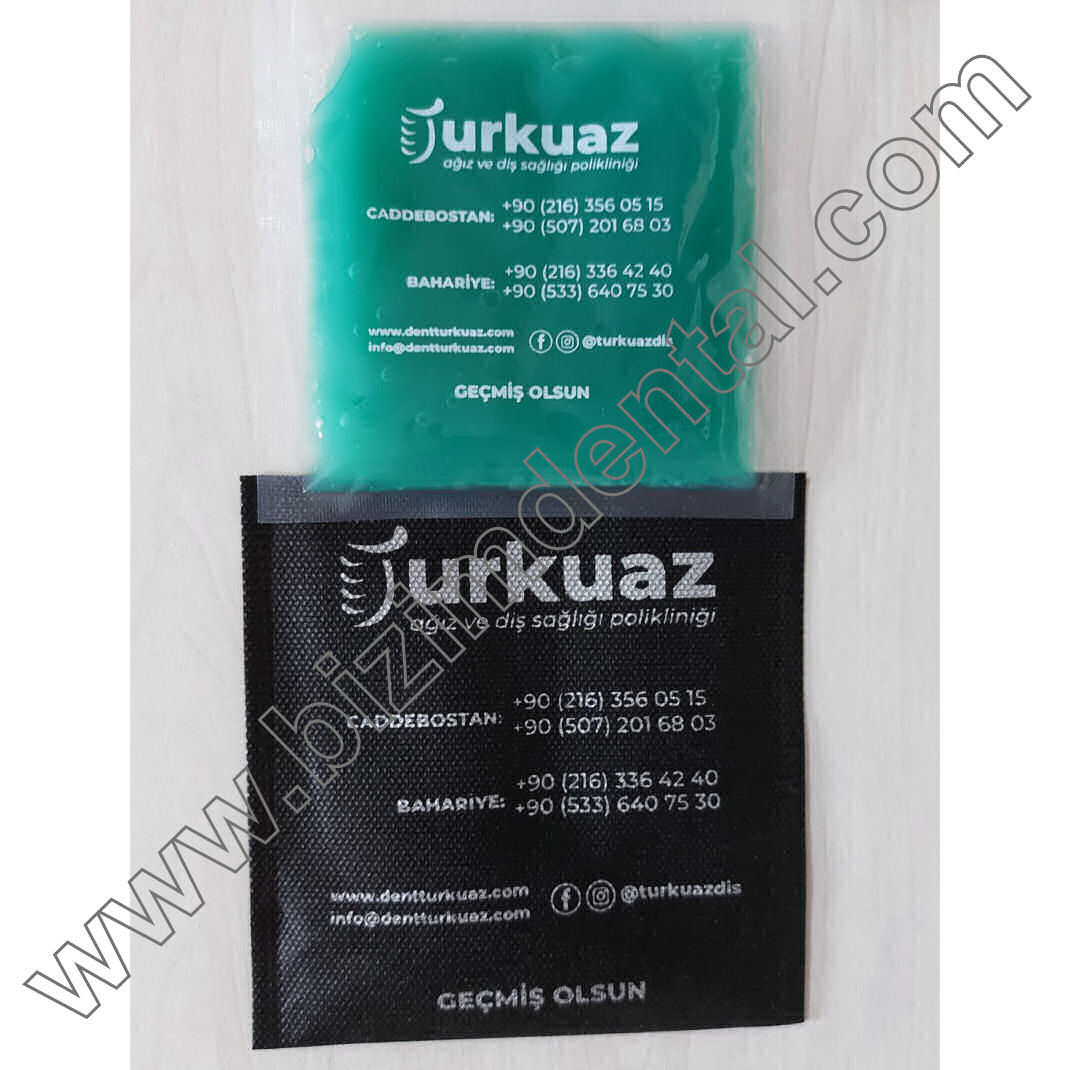 Turkuaz
ağız ve diş sağlığı polikliniği
CADDEBOSTAN: +90 (216) 356 05 15
+90 (507) 201 68 03
BAHARİYE: +90 (216) 336 42 40
+90 (533) 640 75 30
www.dentturkuaz.com
info@dentturkuaz.com
@turkuazdis
GEÇMİŞ OLSUN
Turkuaz
ağız ve diş sağlığı polikliniği
CADDEBOSTAN: +90 (216) 356 05 15
+90 (507) 201 68 03
BAHARİYE: +90 (216) 336 42 40
+90 (533) 640 75 30
www.dentturkuaz.com
info@dentturkuaz.com
@turkuazdis
GEÇMİŞ OLSUN
www.bizimdental.com